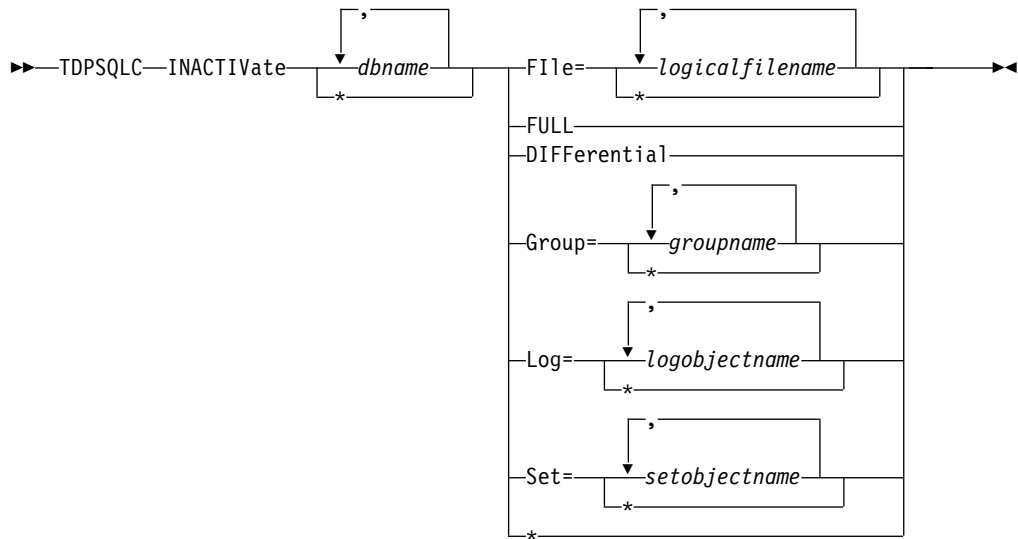 , ,
TDPSQLC INACTIVate dbname FIle= logicalfilename
* *
FULL
DIFFerential
,
Group= groupname
*
,
Log= logobjectname
*
,
Set= setobjectname
*
*